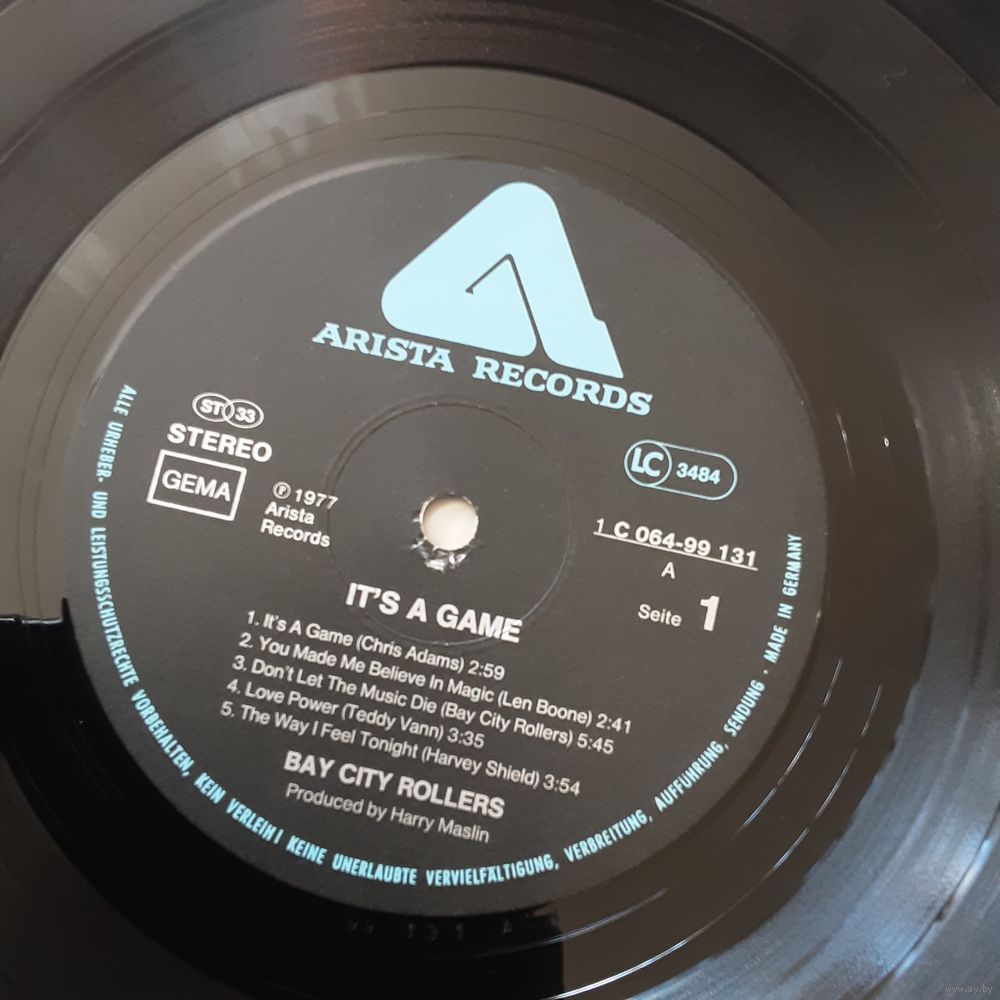 ARISTA RECORDS
ST 33
STEREO
GEMA
℗ 1977
Arista
Records
LC 3484
1 C 064-99 131
A
Seite 1
IT'S A GAME
1. It's A Game (Chris Adams) 2:59
2. You Made Me Believe In Magic (Len Boone) 2:41
3. Don't Let The Music Die (Bay City Rollers) 5:45
4. Love Power (Teddy Vann) 3:35
5. The Way I Feel Tonight (Harvey Shield) 3:54
BAY CITY ROLLERS
Produced by Harry Maslin
ALLE URHEBER- UND LEISTUNGSSCHUTZRECHTE VORBEHALTEN, KEIN VERLEIH! KEINE UNERLAUBTE VERVIELFÄLTIGUNG, VERBREITUNG, AUFFÜHRUNG, SENDUNG · MADE IN GERMANY
131 A
www.ay.by